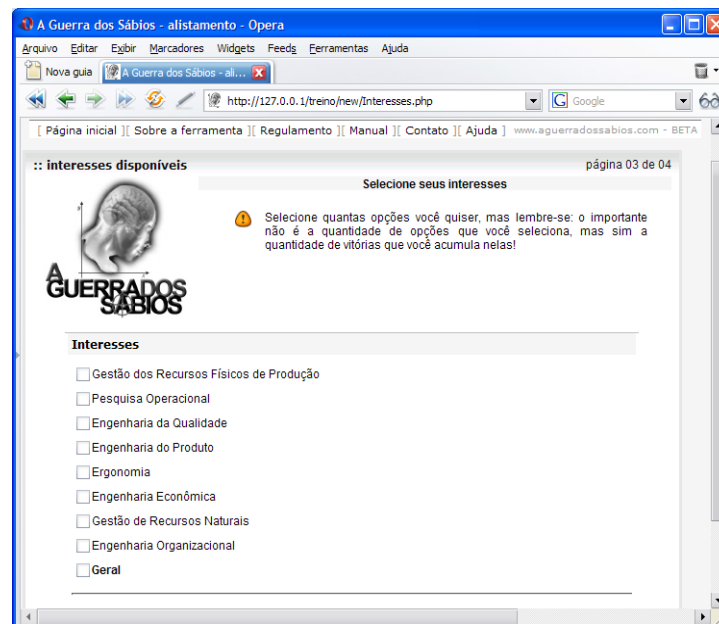 A Guerra dos Sábios - alistamento - Opera
Arquivo Editar Exibir Marcadores Widgets Feeds Ferramentas Ajuda
Nova guia A Guerra dos Sábios - ali...
http://127.0.0.1/treino/new/Interesses.php G Google
[ Página inicial ][ Sobre a ferramenta ][ Regulamento ][ Manual ][ Contato ][ Ajuda ] www.aguerradossabios.com - BETA
:: interesses disponíveis página 03 de 04
Selecione seus interesses
Selecione quantas opções você quiser, mas lembre-se: o importante
não é a quantidade de opções que você seleciona, mas sim a
quantidade de vitórias que você acumula nelas!
A
GUERRA DOS
SÁBIOS
Interesses
Gestão dos Recursos Físicos de Produção
Pesquisa Operacional
Engenharia da Qualidade
Engenharia do Produto
Ergonomia
Engenharia Econômica
Gestão de Recursos Naturais
Engenharia Organizacional
Geral